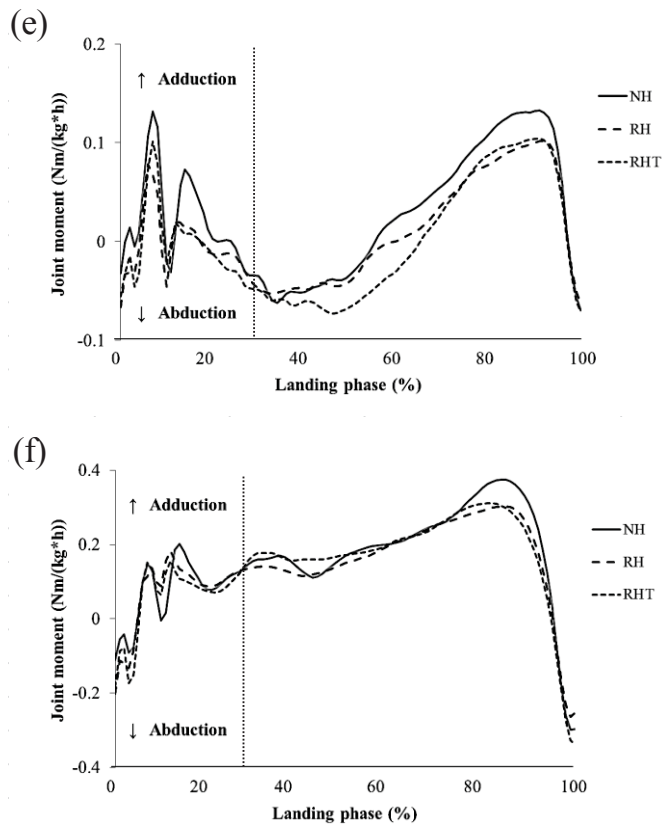 (e)
0.2
↑ Adduction
0.1
0
↓ Abduction
-0.1
Joint moment (Nm/(kg*h))
0 20 40 60 80 100
Landing phase (%)
NH
RH
RHT
(f)
0.4
↑ Adduction
0.2
0
-0.2
↓ Abduction
-0.4
Joint moment (Nm/(kg*h))
0 20 40 60 80 100
Landing phase (%)
NH
RH
RHT